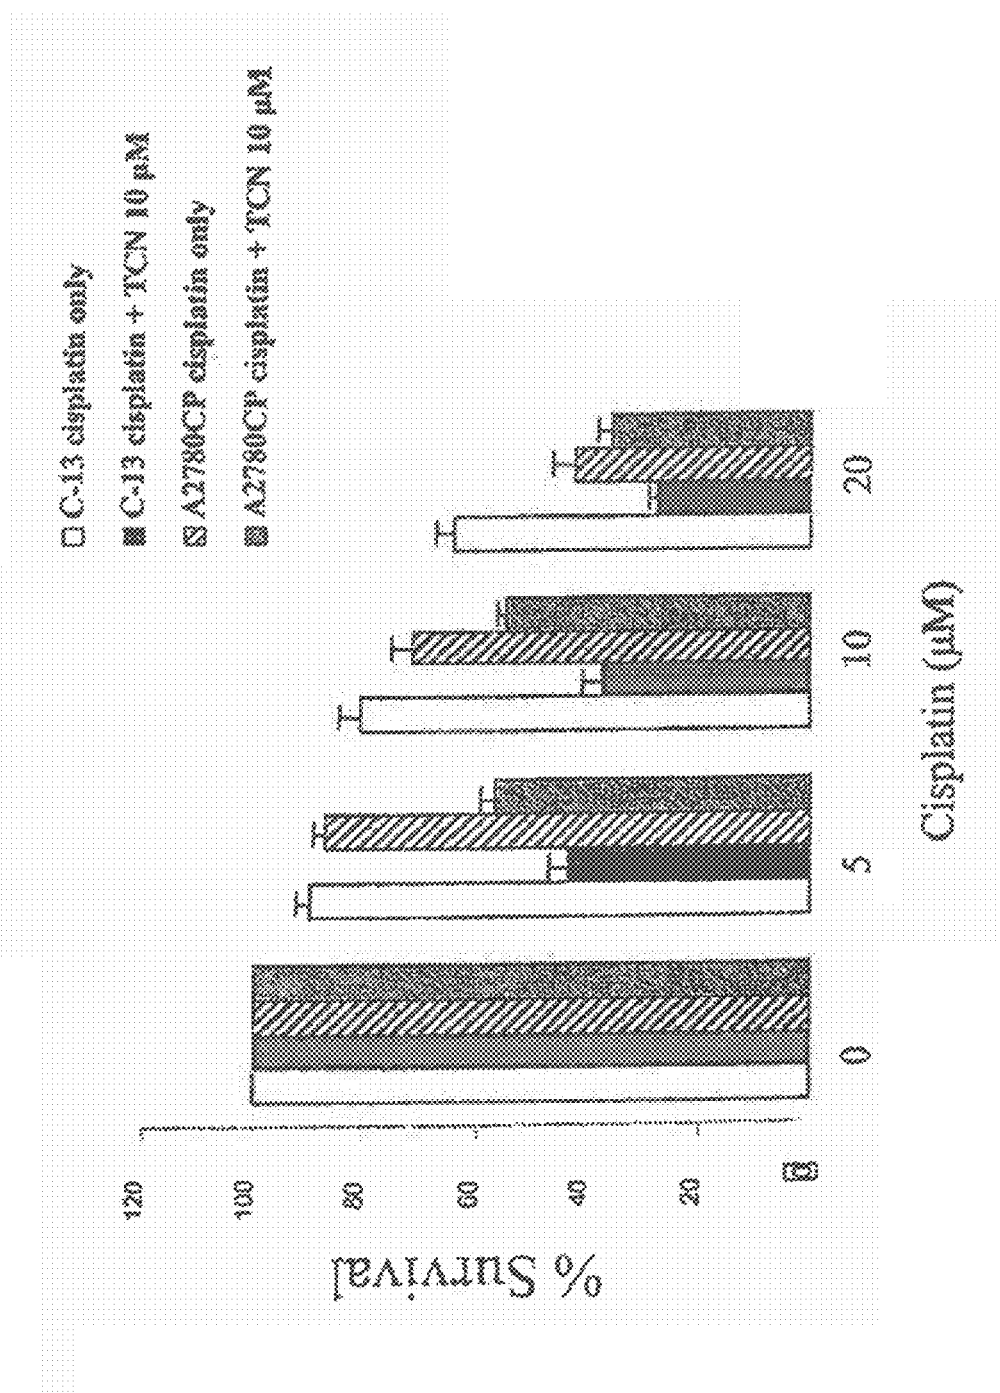 C-13 cisplatin only
C-13 cisplatin + TCN 10 µM
A2780CP cisplatin only
A2780CP cisplatin + TCN 10 µM
% Survival
120
100
80
60
40
20
0
0 5 10 20
Cisplatin (µM)